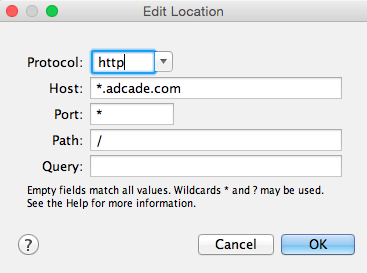 Edit Location
Protocol: http
Host: *.adcade.com
Port: *
Path: /
Query:
Empty fields match all values. Wildcards * and ? may be used.
See the Help for more information.
? Cancel OK